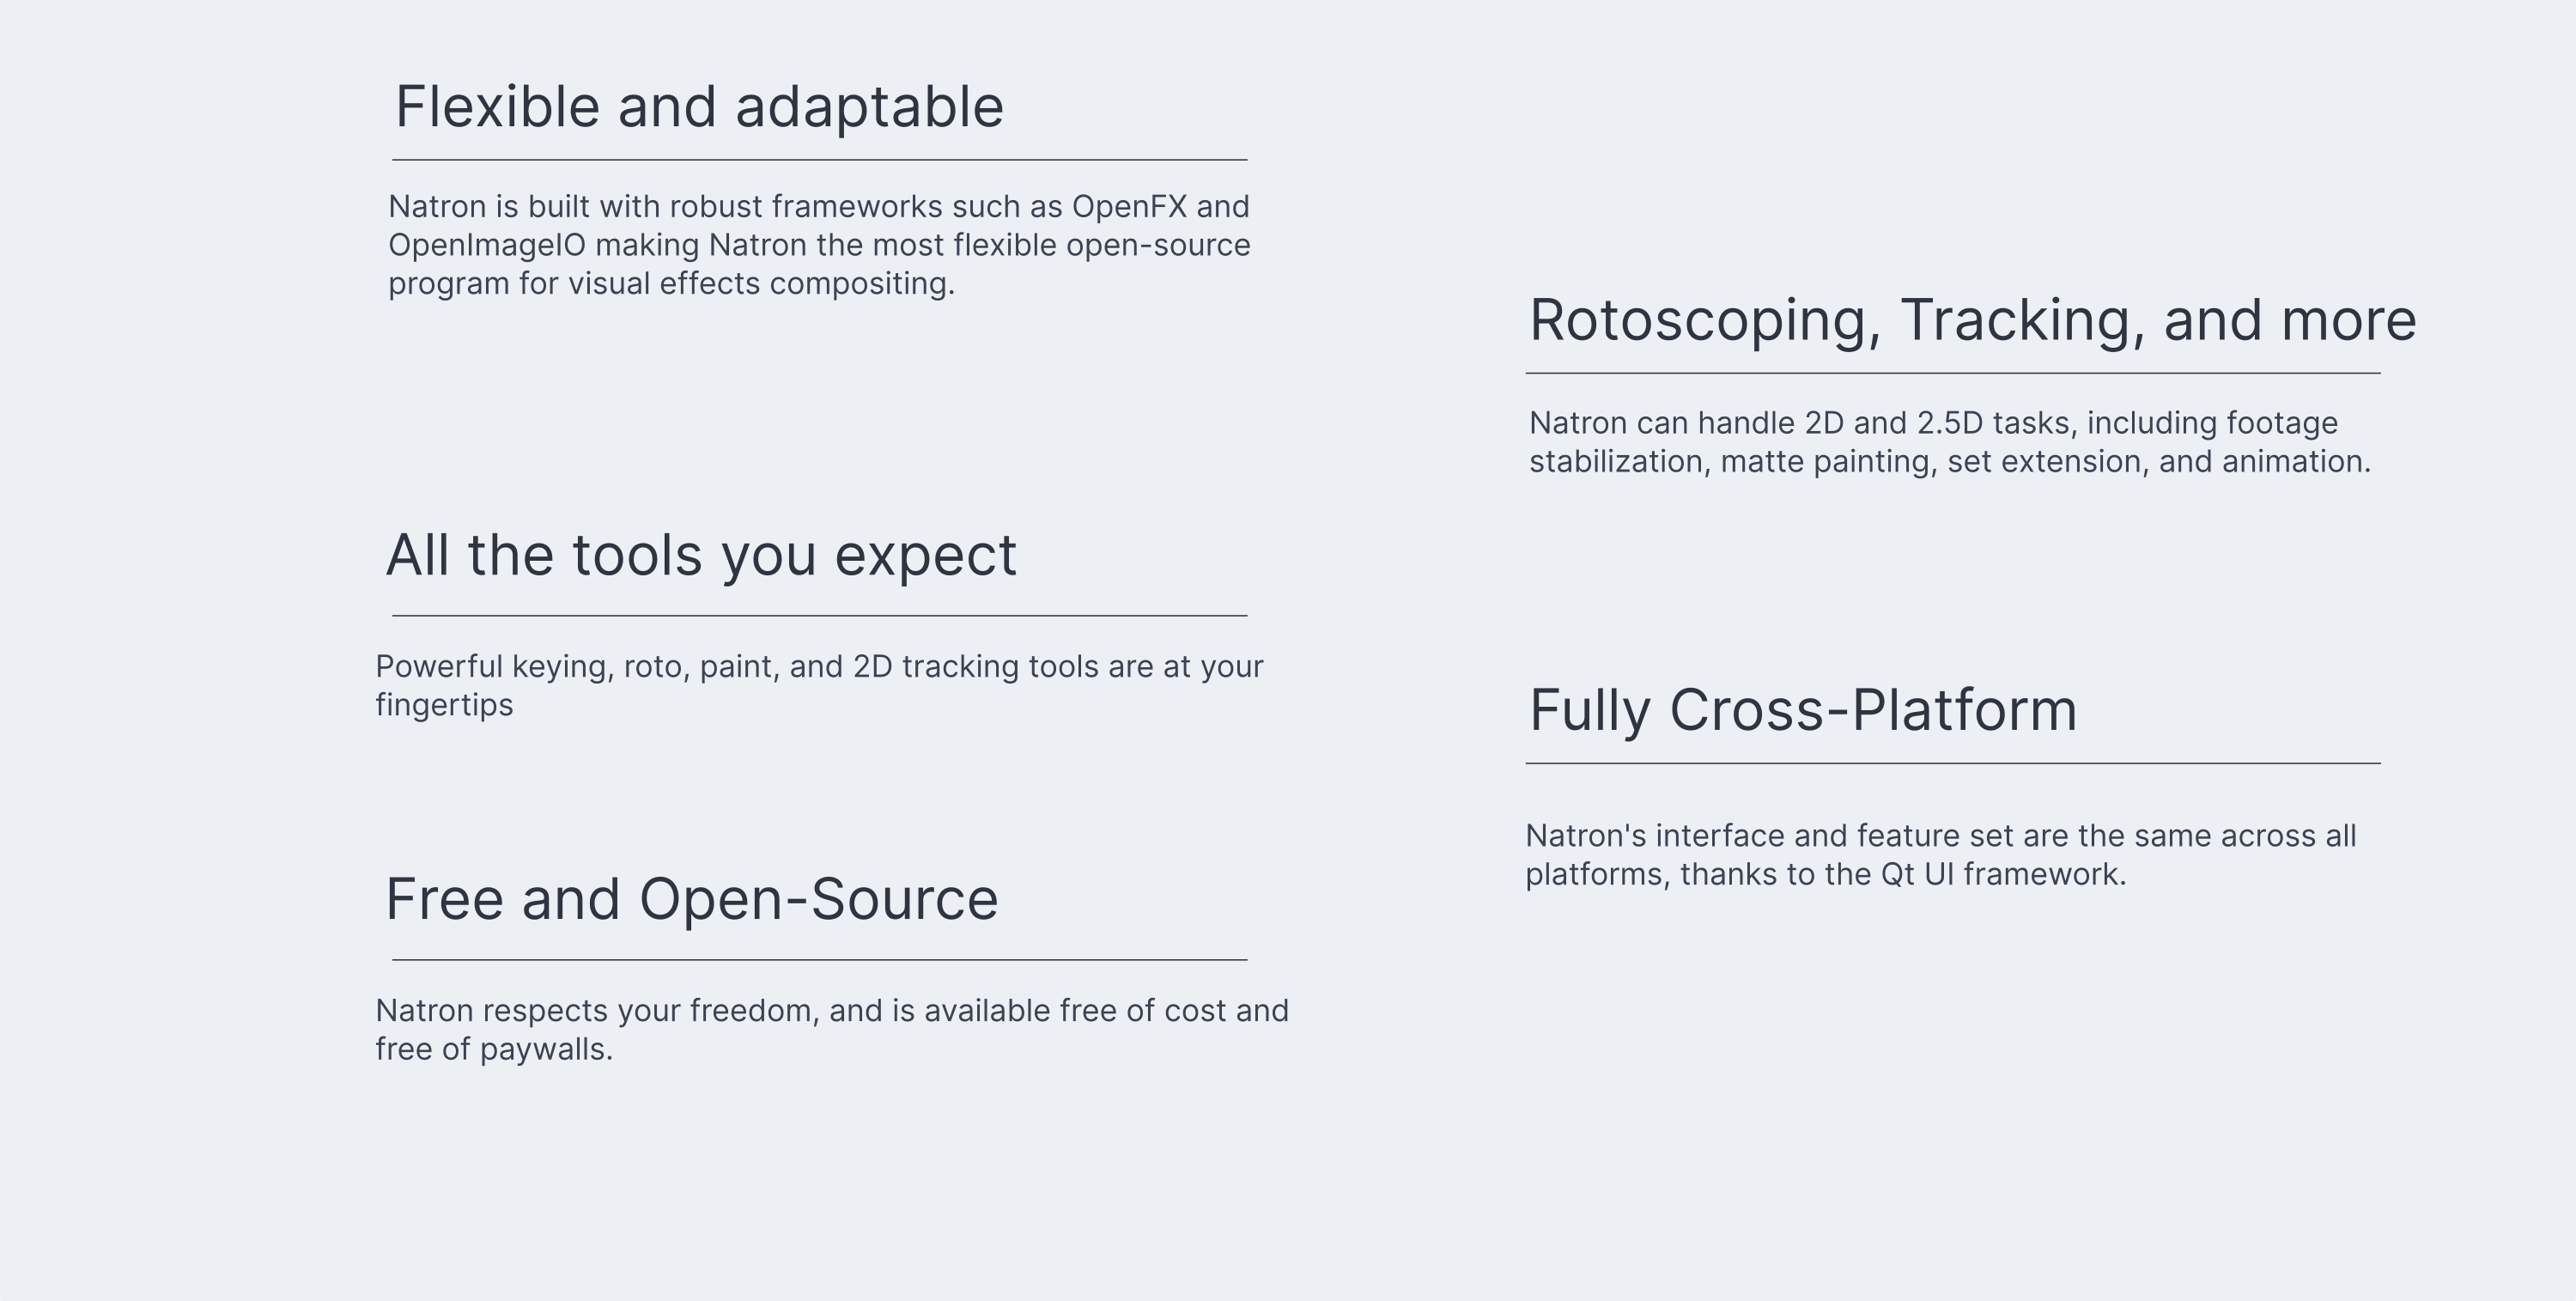 Flexible and adaptable
Natron is built with robust frameworks such as OpenFX and
OpenImageIO making Natron the most flexible open-source
program for visual effects compositing.
All the tools you expect
Powerful keying, roto, paint, and 2D tracking tools are at your
fingertips
Free and Open-Source
Natron respects your freedom, and is available free of cost and
free of paywalls.
Rotoscoping, Tracking, and more
Natron can handle 2D and 2.5D tasks, including footage
stabilization, matte painting, set extension, and animation.
Fully Cross-Platform
Natron's interface and feature set are the same across all
platforms, thanks to the Qt UI framework.